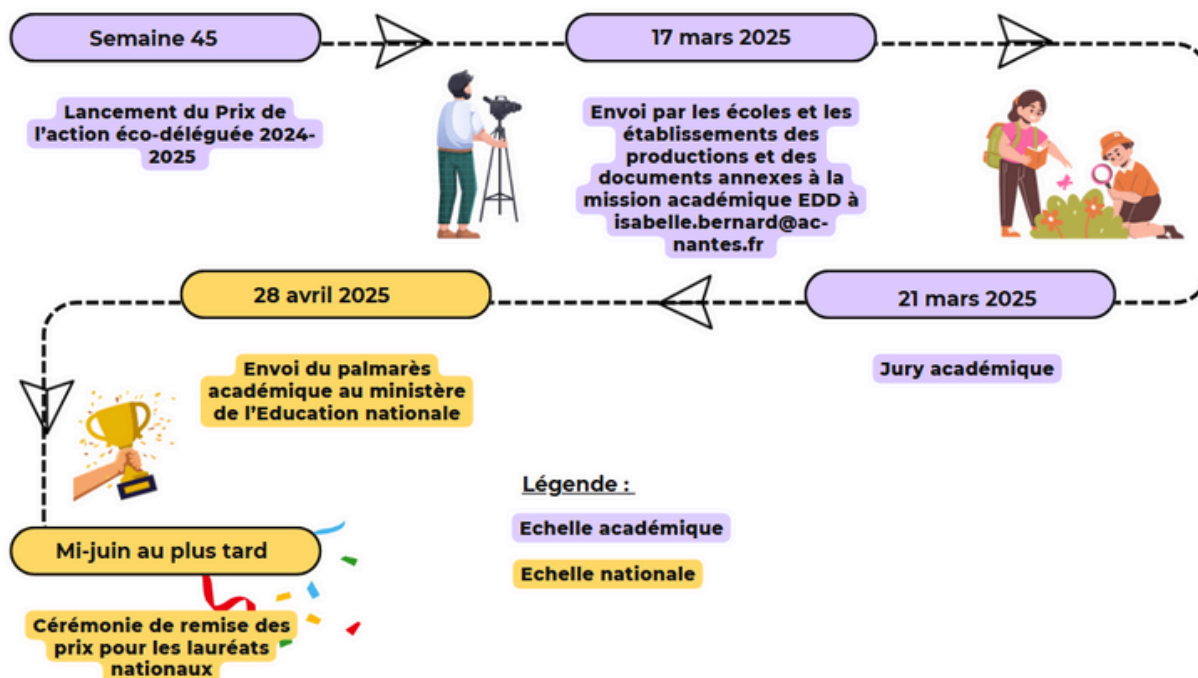 Semaine 45
Lancement du Prix de
l'action éco-déléguée 2024-
2025
17 mars 2025
Envoi par les écoles et les
établissements des
productions et des
documents annexes à la
mission académique EDD à
isabelle.bernard@ac-
nantes.fr
21 mars 2025
Jury académique
28 avril 2025
Envoi du palmarès
académique au ministère
de l'Education nationale
Mi-juin au plus tard
Cérémonie de remise des
prix pour les lauréats
nationaux
Légende :
Echelle académique
Echelle nationale